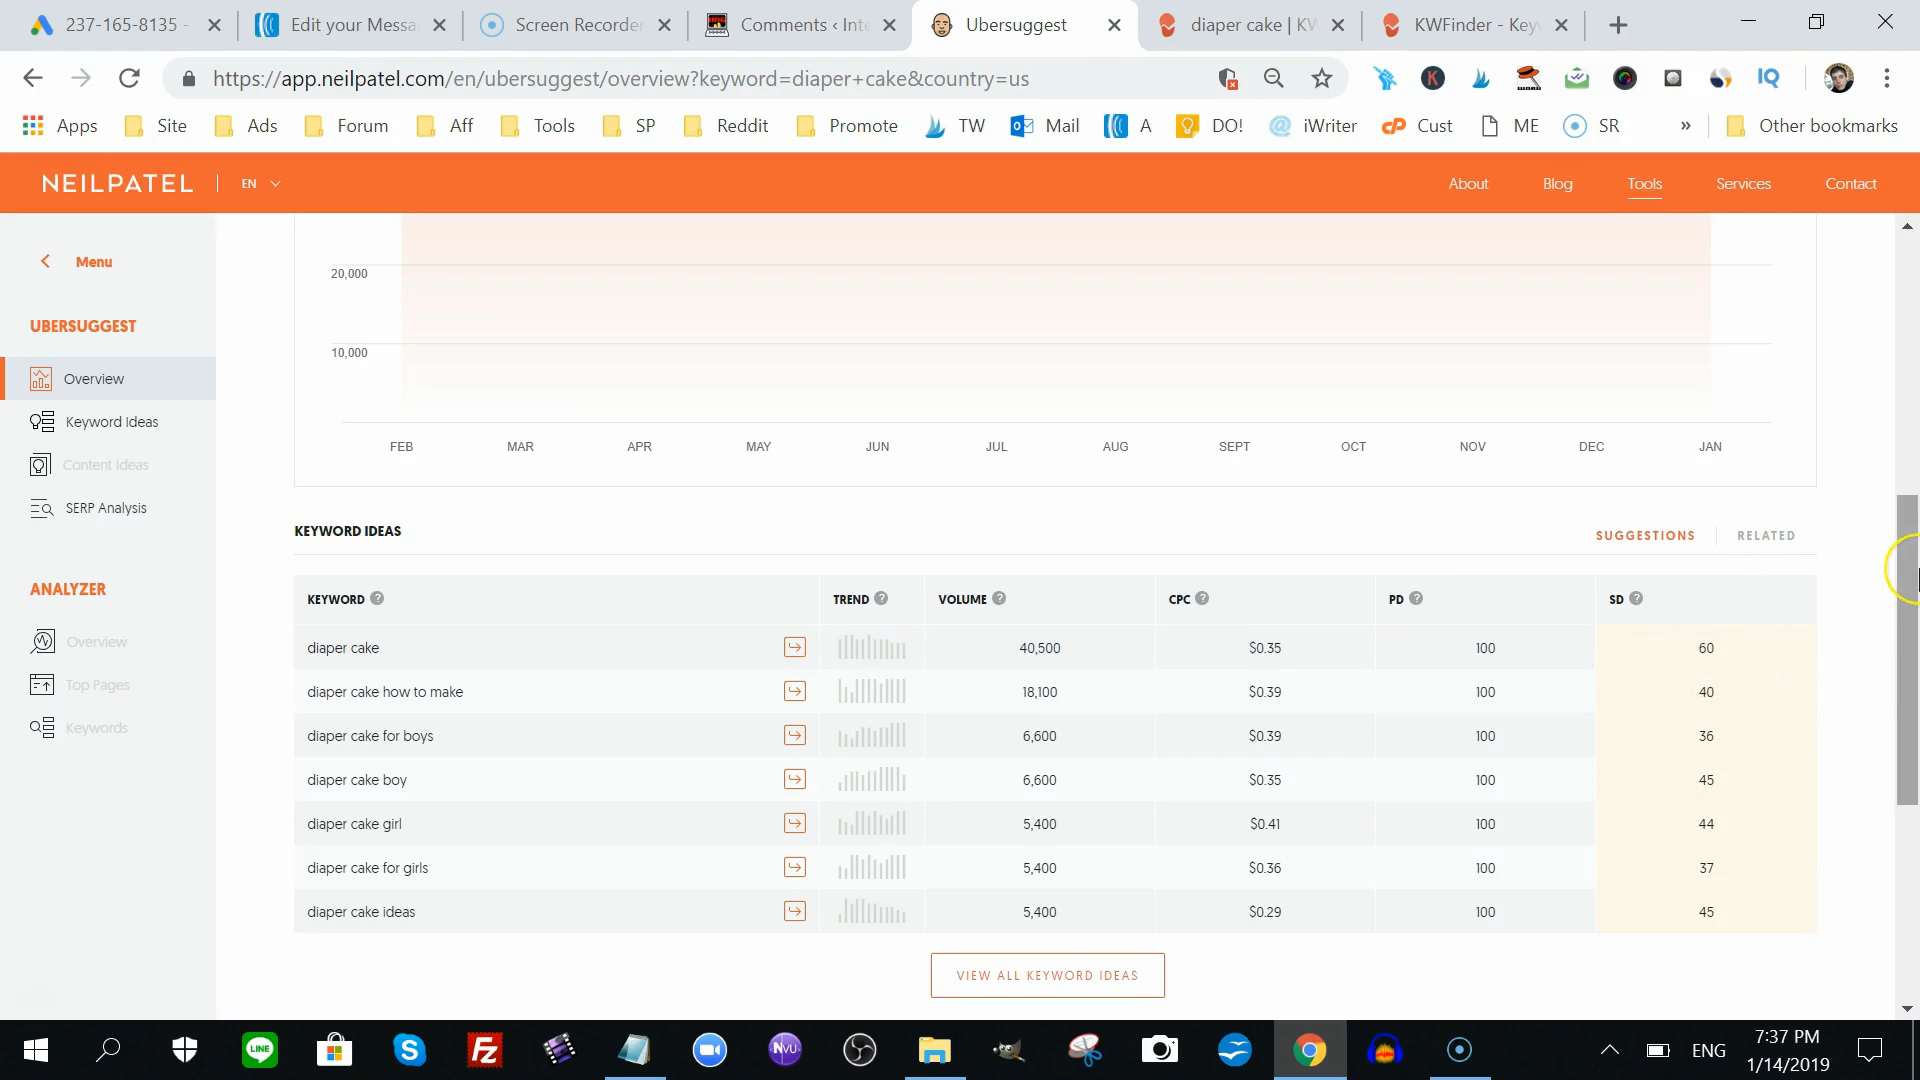 237-165-8135 -
Edit your Messa
Screen Recorder
Comments ‹ Inte
Ubersuggest
diaper cake | KW
KWFinder - Key
https://app.neilpatel.com/en/ubersuggest/overview?keyword=diaper+cake&country=us
Apps Site Ads Forum Aff Tools SP Reddit Promote TW Mail A DO! iWriter Cust ME SR » Other bookmarks
NEILPATEL EN About Blog Tools Services Contact
Menu
UBERSUGGEST
Overview
Keyword Ideas
Content Ideas
SERP Analysis
ANALYZER
Overview
Top Pages
Keywords
20,000
10,000
FEB MAR APR MAY JUN JUL AUG SEPT OCT NOV DEC JAN
KEYWORD IDEAS SUGGESTIONS RELATED
KEYWORD ? TREND ? VOLUME ? CPC ? PD ? SD ?
diaper cake 40,500 $0.35 100 60
diaper cake how to make 18,100 $0.39 100 40
diaper cake for boys 6,600 $0.39 100 36
diaper cake boy 6,600 $0.35 100 45
diaper cake girl 5,400 $0.41 100 44
diaper cake for girls 5,400 $0.36 100 37
diaper cake ideas 5,400 $0.29 100 45
VIEW ALL KEYWORD IDEAS
LINE
NVU
ENG
7:37 PM
1/14/2019